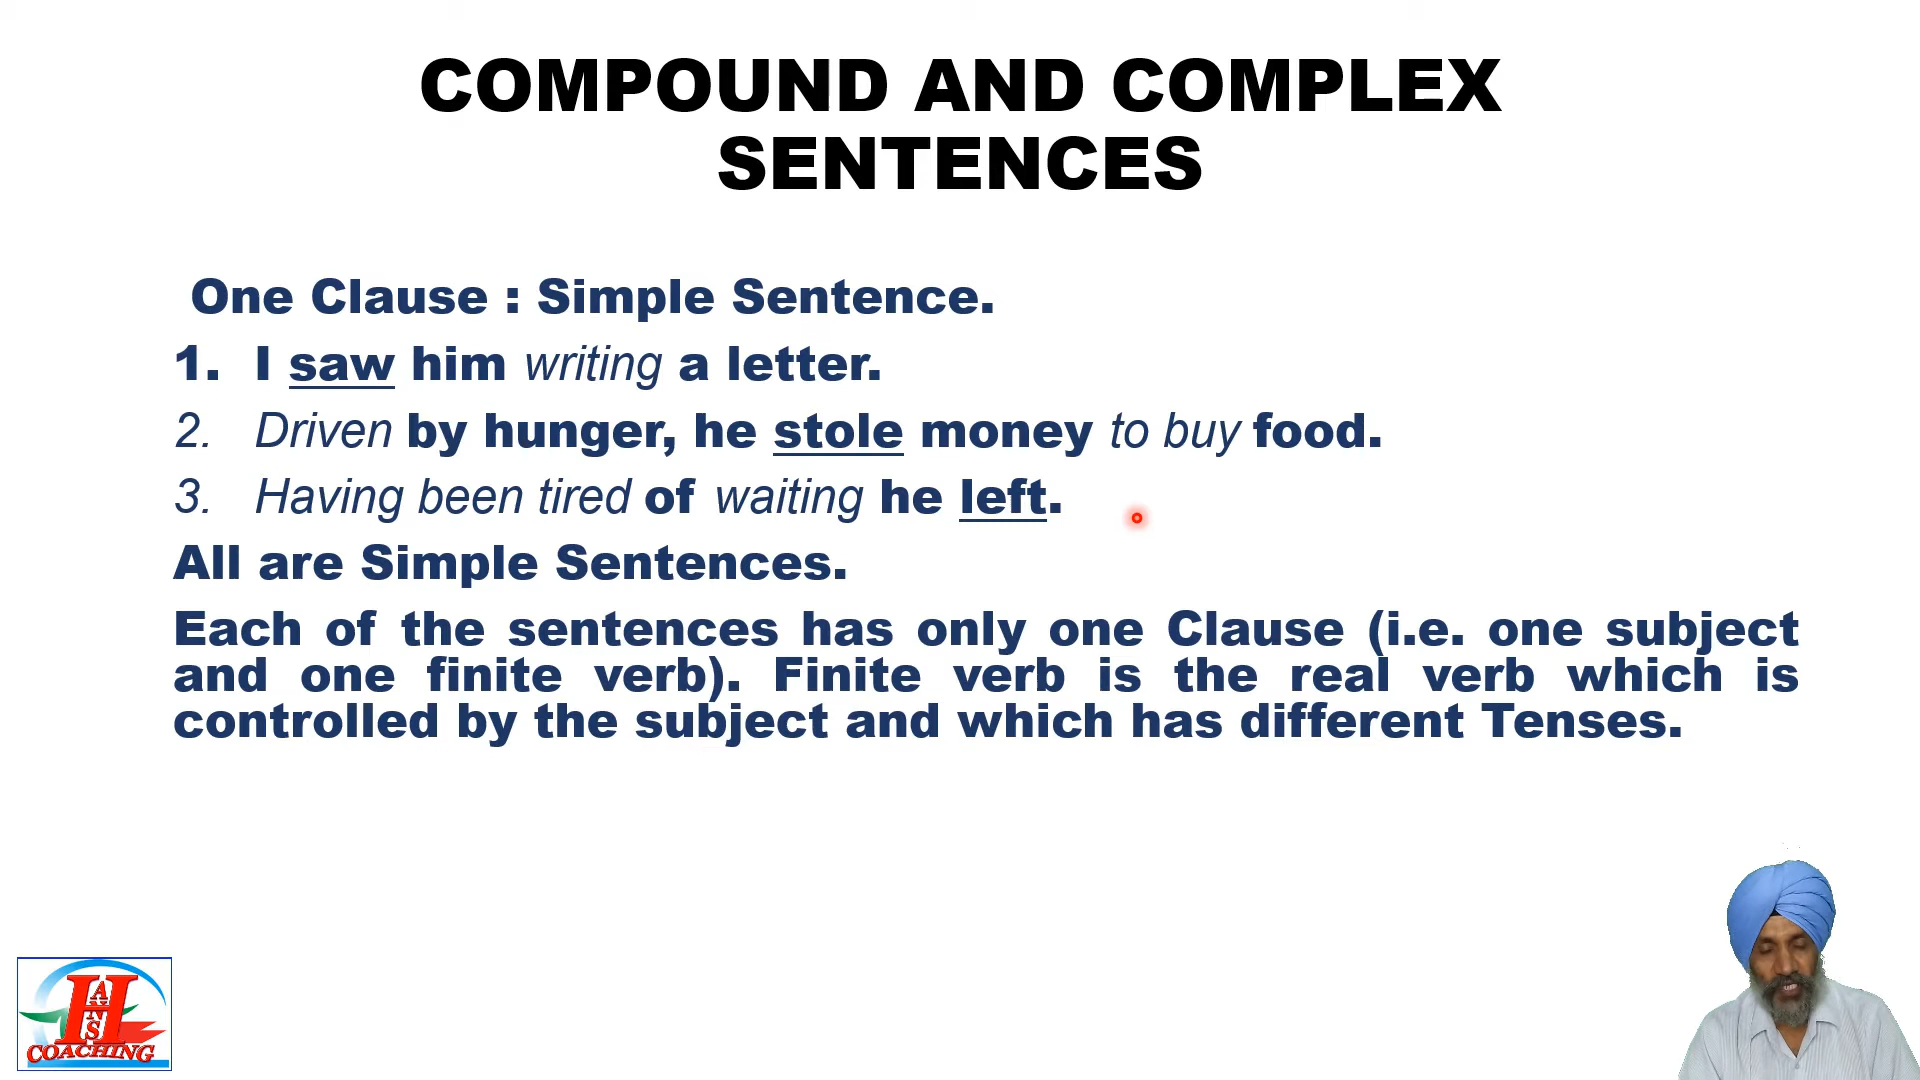 COMPOUND AND COMPLEX
SENTENCES
One Clause : Simple Sentence.
1. I saw him writing a letter.
2. Driven by hunger, he stole money to buy food.
3. Having been tired of waiting he left.
All are Simple Sentences.
Each of the sentences has only one Clause (i.e. one subject
and one finite verb). Finite verb is the real verb which is
controlled by the subject and which has different Tenses.
HANS
COACHING